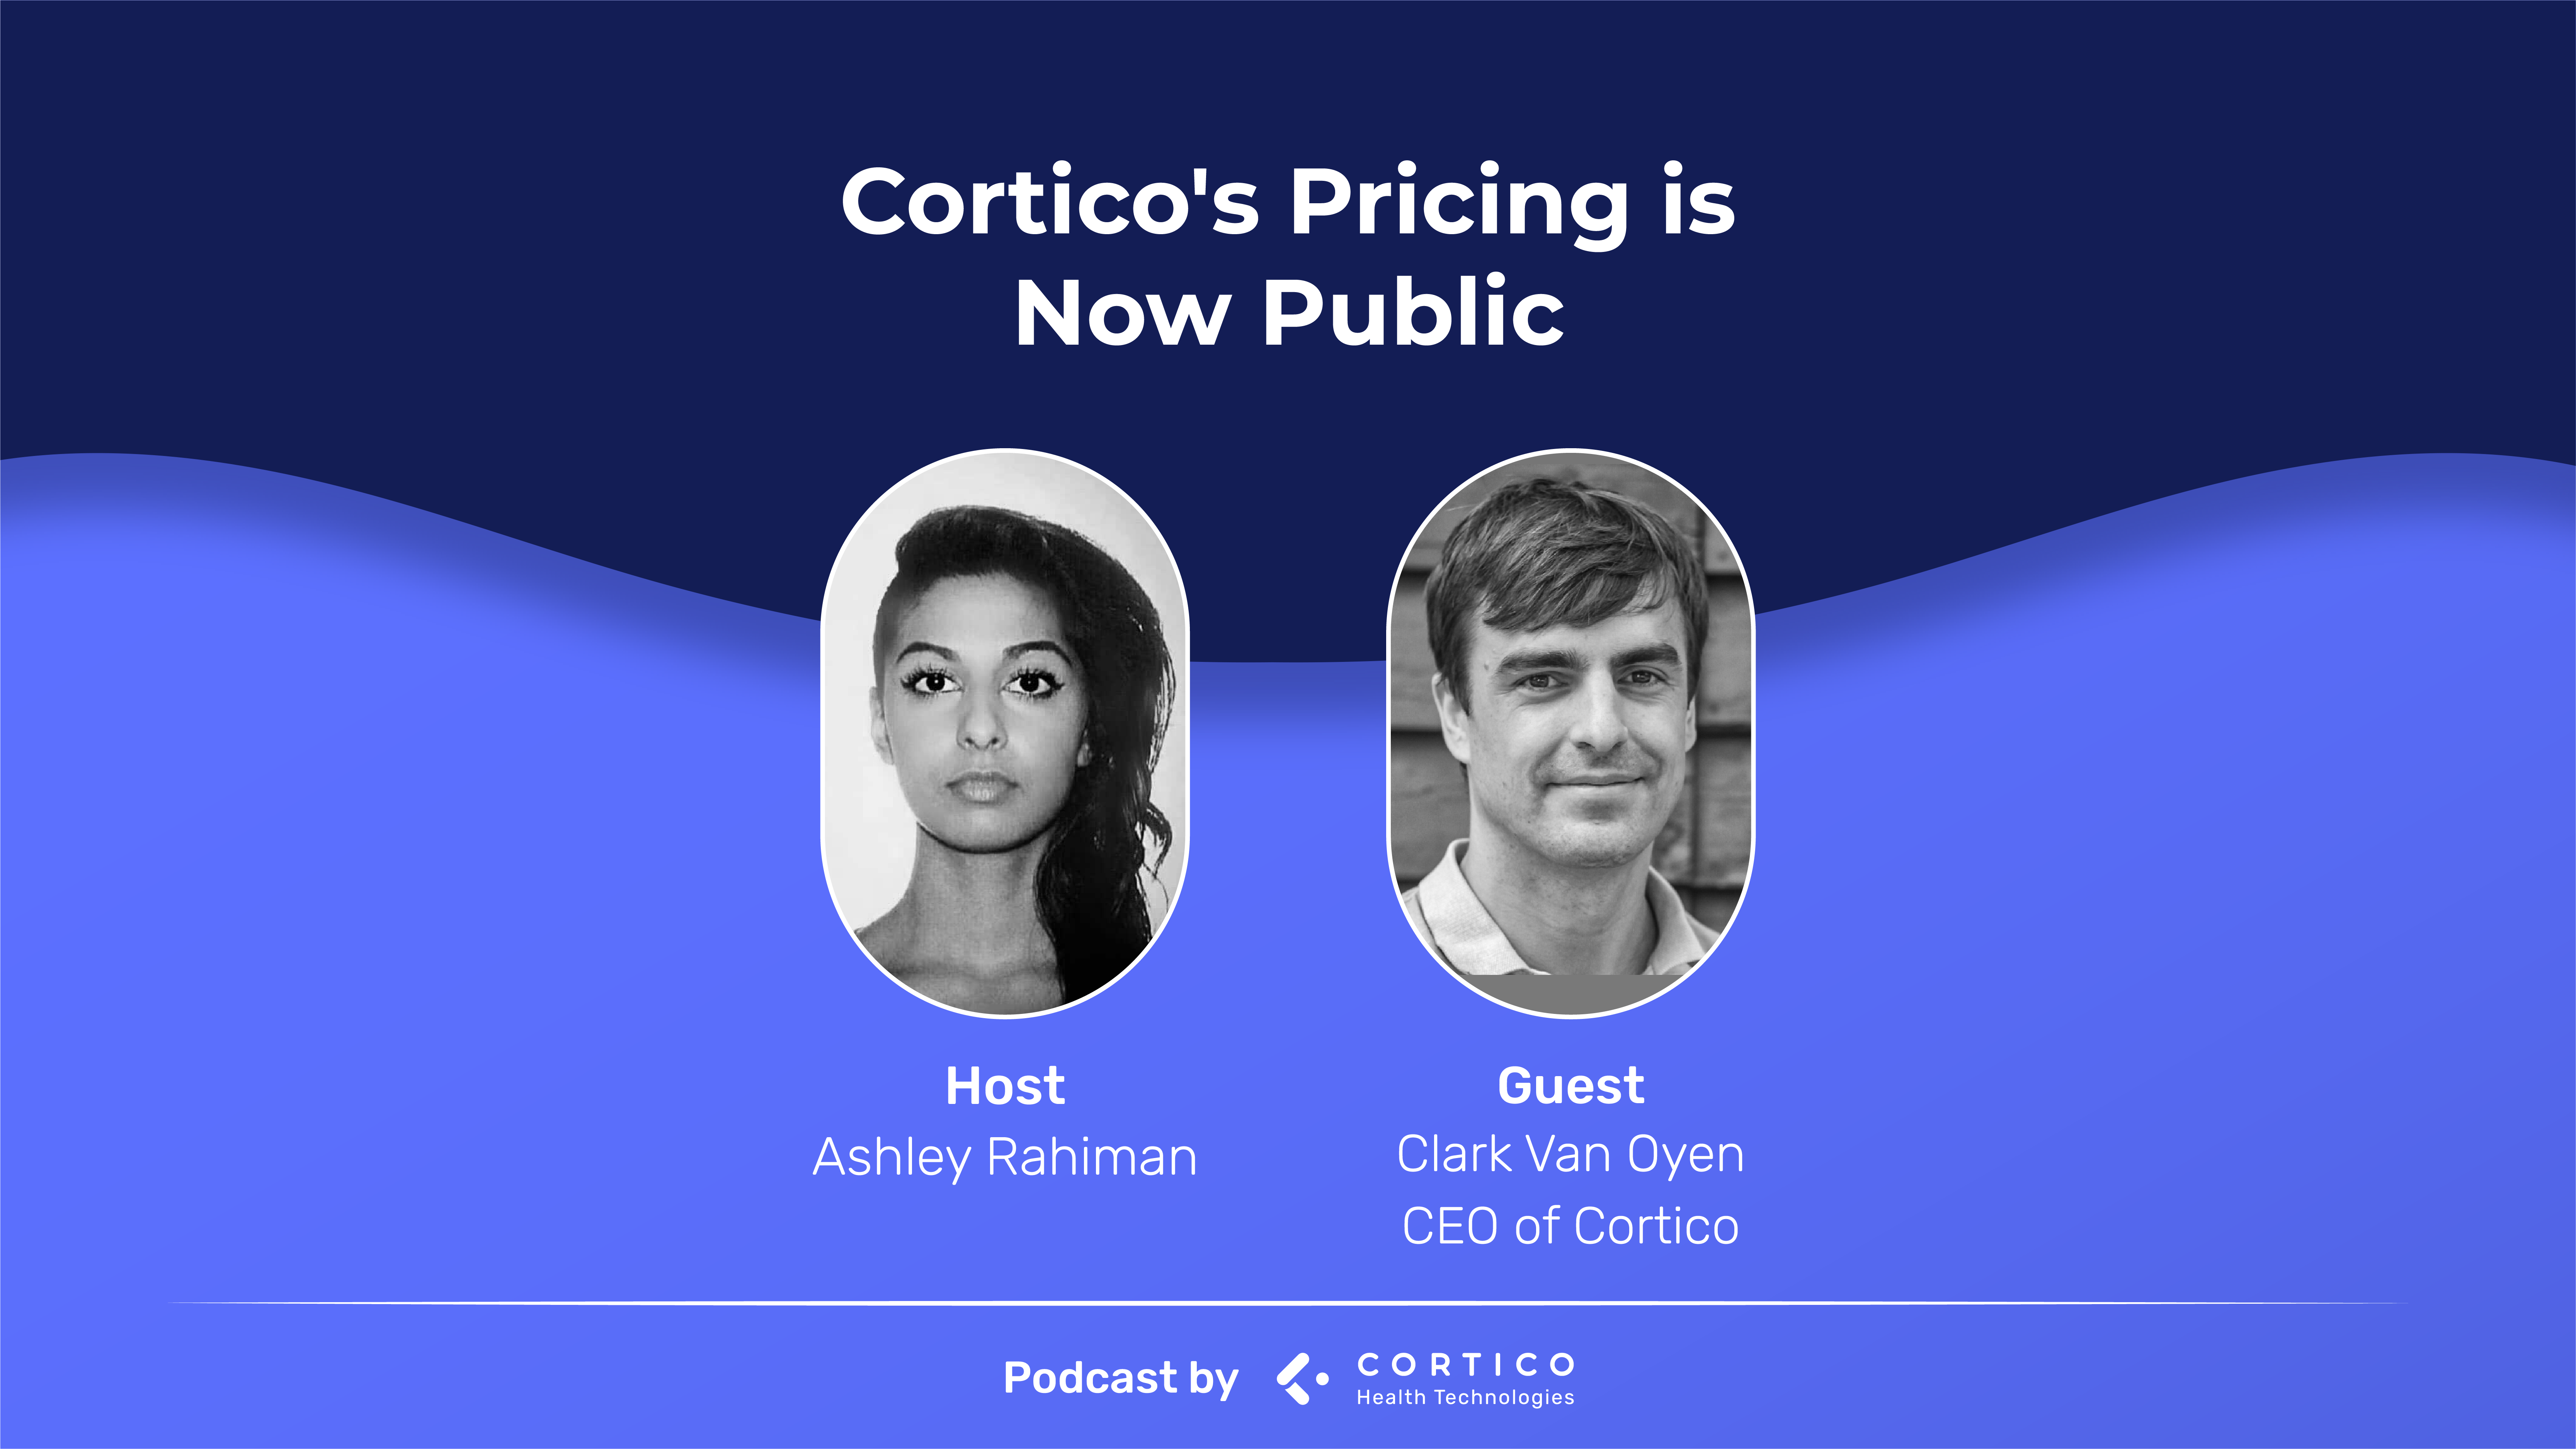 Cortico's Pricing is
Now Public
Host
Ashley Rahiman
Guest
Clark Van Oyen
CEO of Cortico
Podcast by
CORTICO
Health Technologies